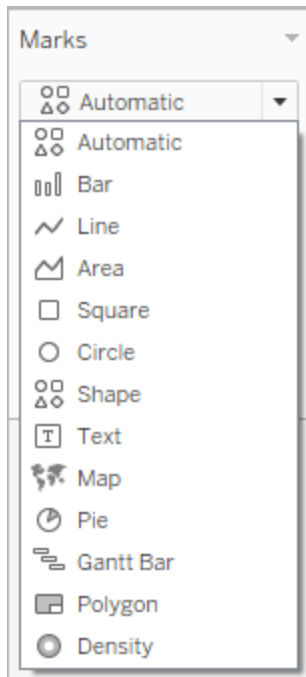 Marks
Automatic
Automatic
Bar
Line
Area
Square
Circle
Shape
T Text
Map
Pie
Gantt Bar
Polygon
Density